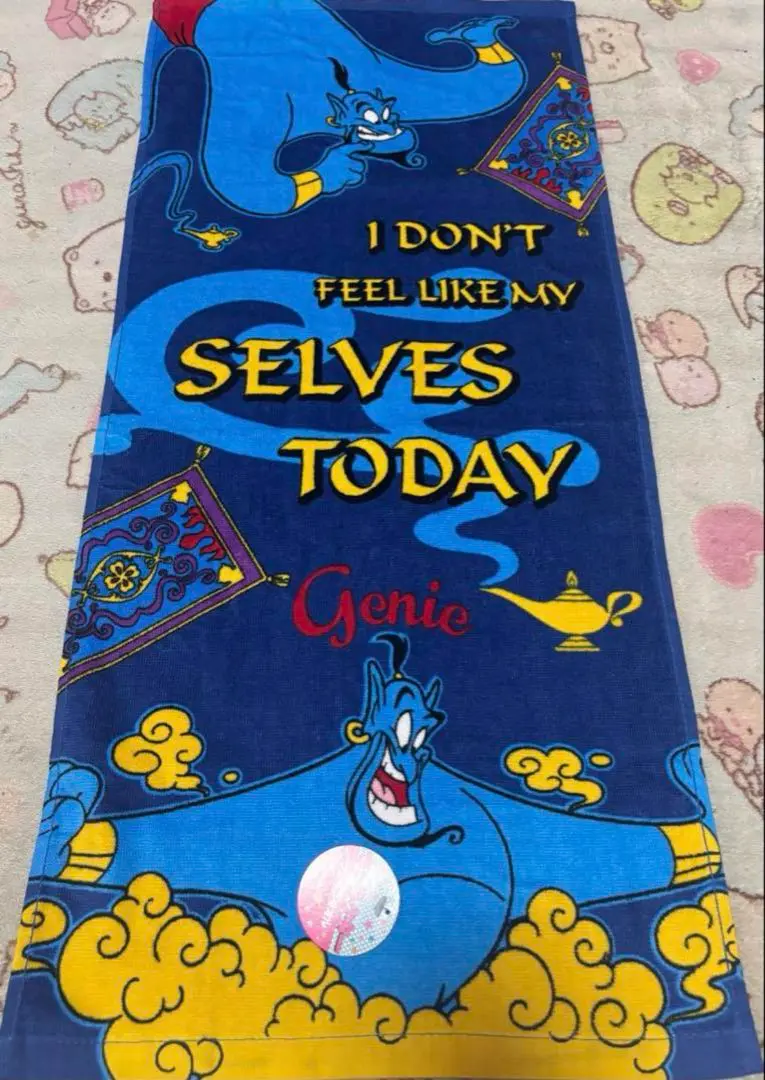 I DON'T
FEEL LIKE MY
SELVES
TODAY
Genie